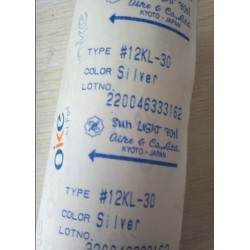 TYPE #12KL-30
COLOR Silver
LOTNO.
220046333162
Oike
Sun Light Foil
Oike & Co., Ltd.
KYOTO-JAPAN
TYPE #12KL-30
COLOR Silver
LOTNO.